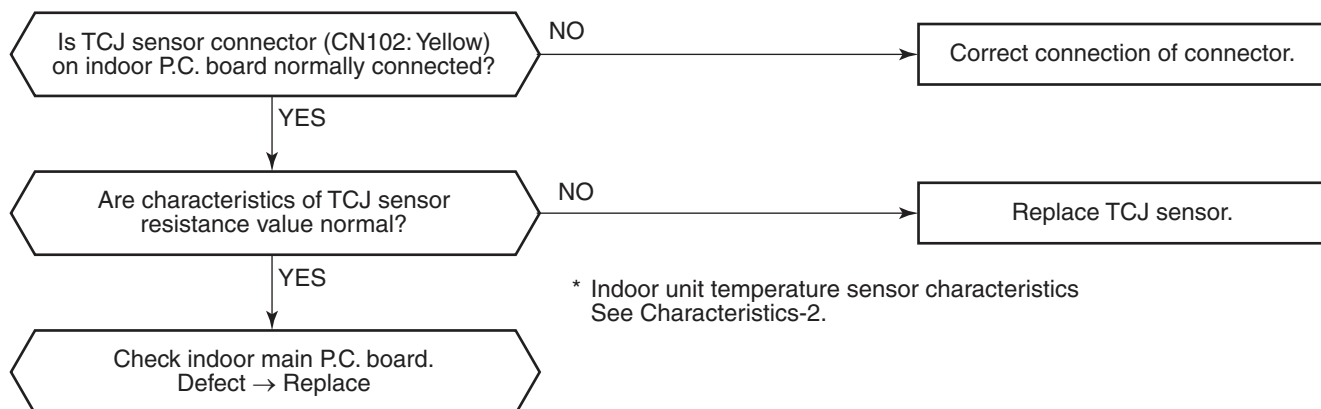 Is TCJ sensor connector (CN102: Yellow)
on indoor P.C. board normally connected?
NO
Correct connection of connector.
YES
Are characteristics of TCJ sensor
resistance value normal?
NO
Replace TCJ sensor.
YES
* Indoor unit temperature sensor characteristics
See Characteristics-2.
Check indoor main P.C. board.
Defect → Replace